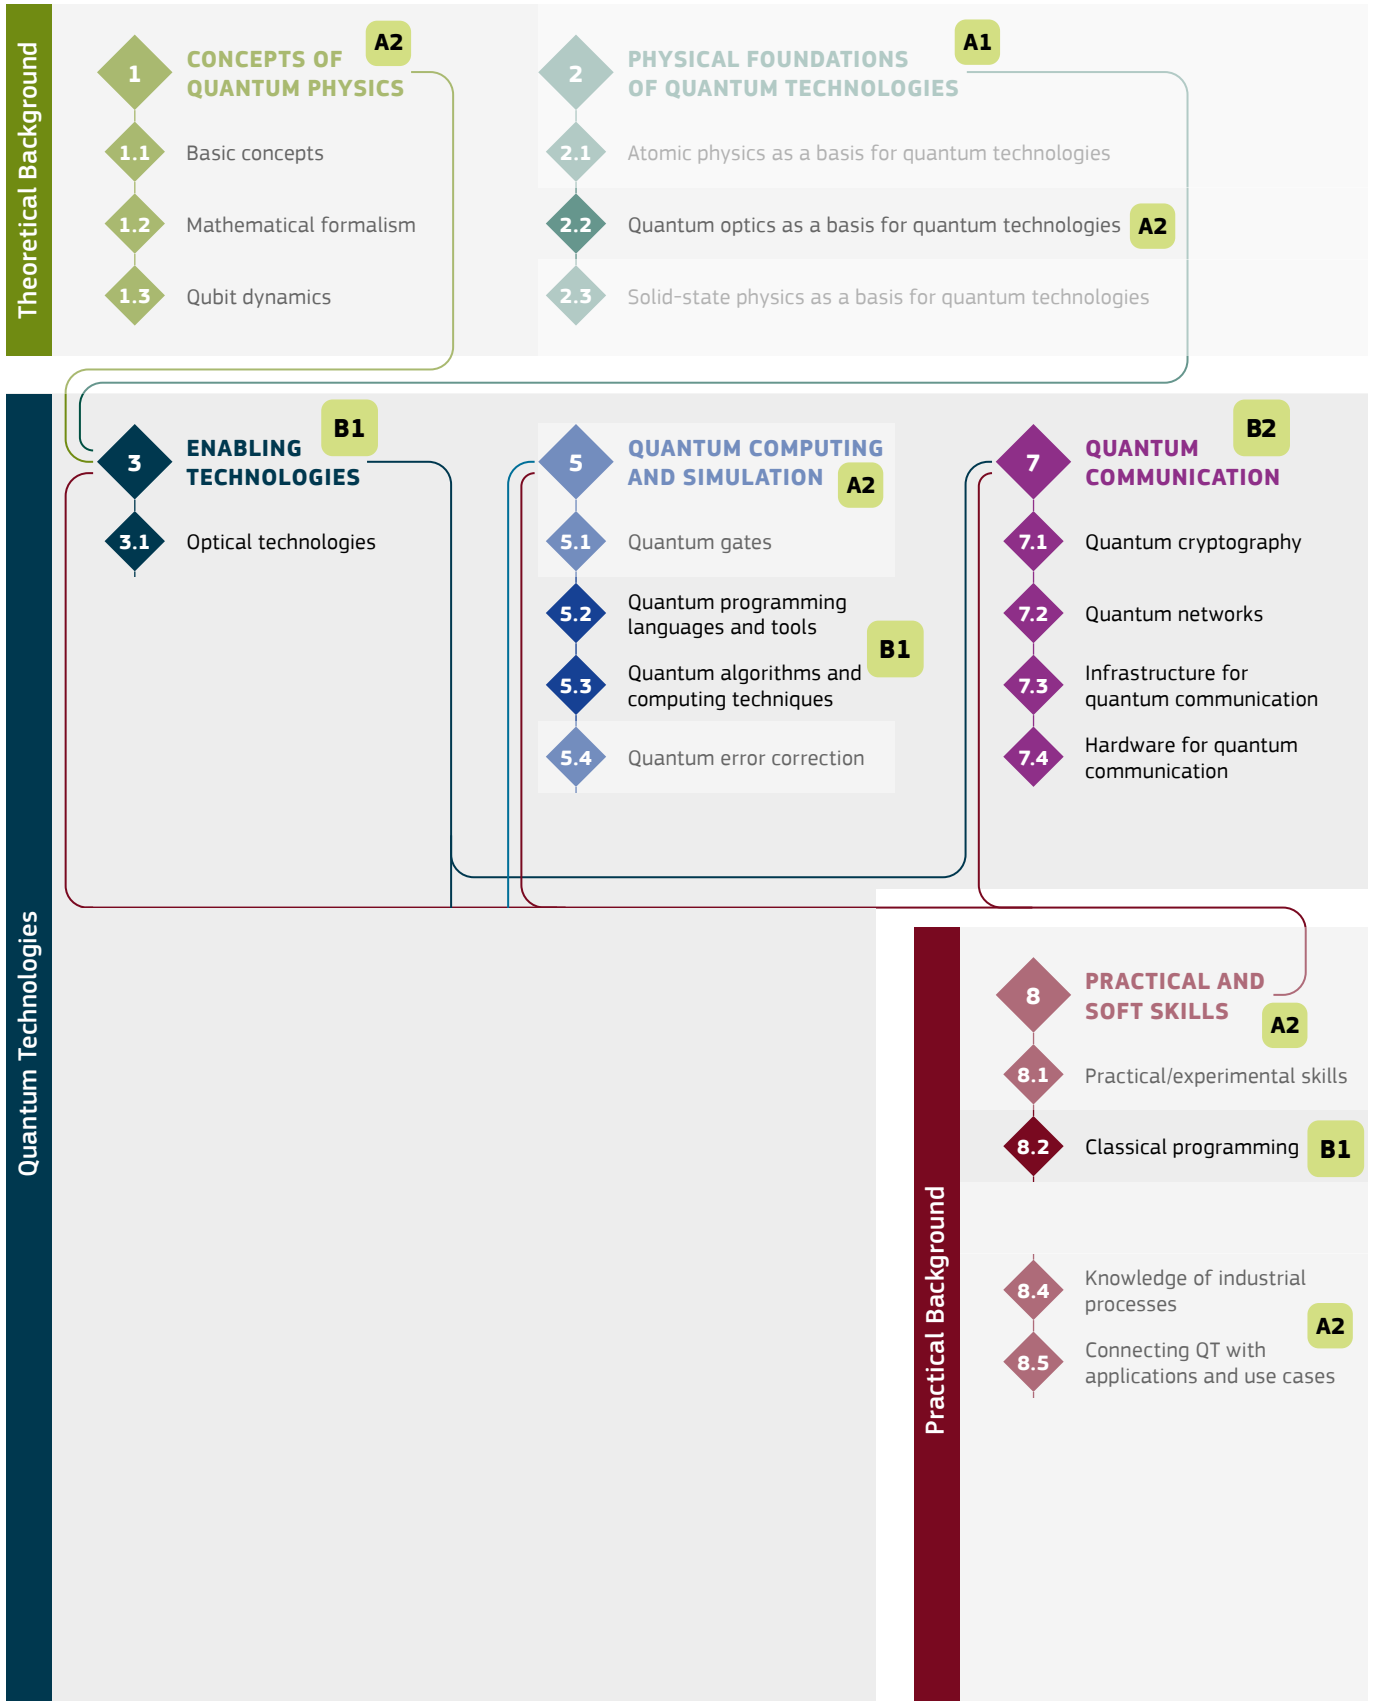 Theoretical Background
1
CONCEPTS OF
QUANTUM PHYSICS
A2
1.1
Basic concepts
1.2
Mathematical formalism
1.3
Qubit dynamics
2
PHYSICAL FOUNDATIONS
OF QUANTUM TECHNOLOGIES
A1
2.1
Atomic physics as a basis for quantum technologies
2.2
Quantum optics as a basis for quantum technologies
A2
2.3
Solid-state physics as a basis for quantum technologies
Quantum Technologies
3
ENABLING
TECHNOLOGIES
B1
3.1
Optical technologies
5
QUANTUM COMPUTING
AND SIMULATION
A2
5.1
Quantum gates
5.2
Quantum programming
languages and tools
B1
5.3
Quantum algorithms and
computing techniques
5.4
Quantum error correction
7
QUANTUM
COMMUNICATION
B2
7.1
Quantum cryptography
7.2
Quantum networks
7.3
Infrastructure for
quantum communication
7.4
Hardware for quantum
communication
Practical Background
8
PRACTICAL AND
SOFT SKILLS
A2
8.1
Practical/experimental skills
8.2
Classical programming
B1
8.4
Knowledge of industrial
processes
A2
8.5
Connecting QT with
applications and use cases